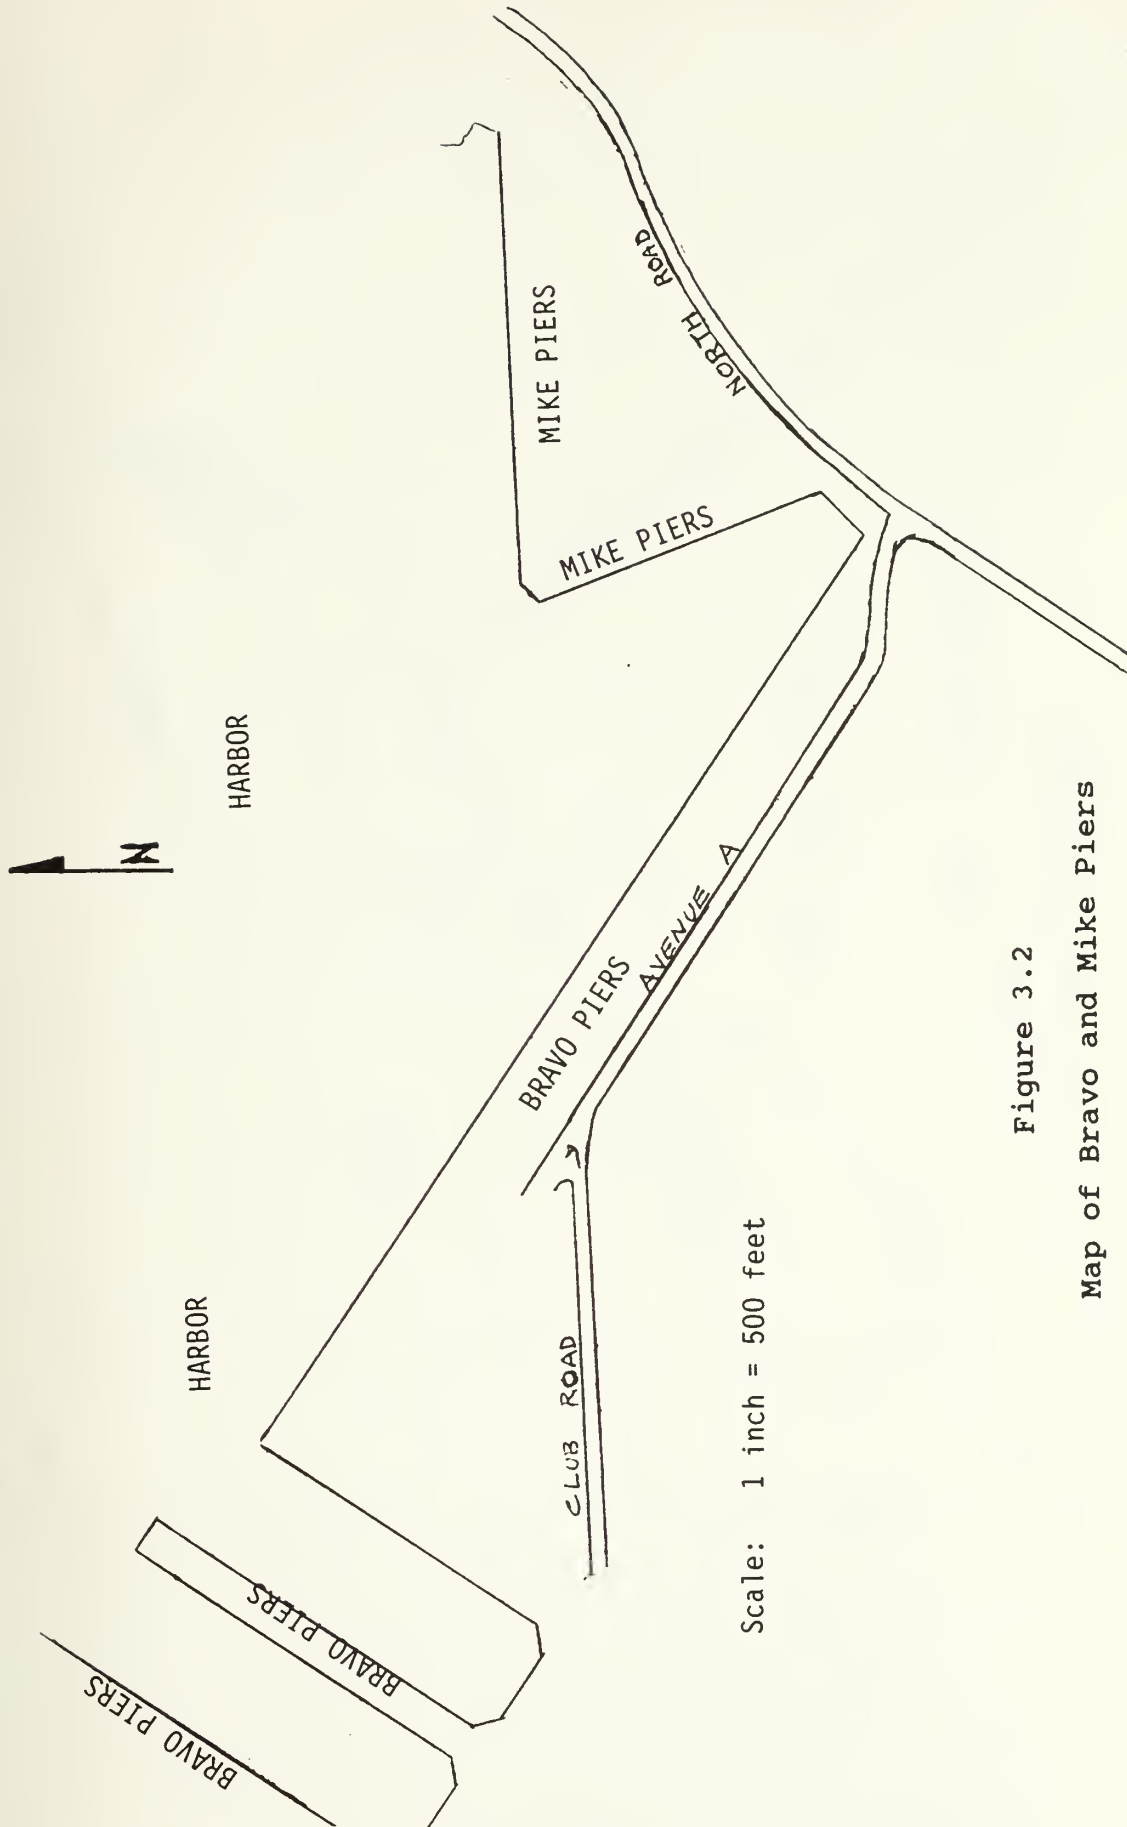 N
HARBOR
HARBOR
MIKE PIERS
MIKE PIERS
NORTH ROAD
BRAVO PIERS
AVENUE A
CLUB ROAD
BRAVO PIERS
BRAVO PIERS
Scale: 1 inch = 500 feet
Figure 3.2
Map of Bravo and Mike Piers